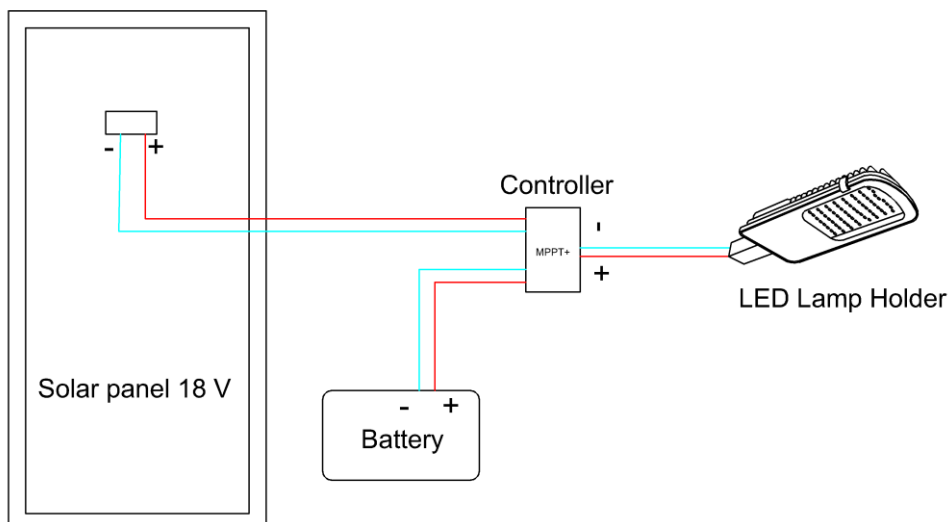 - +
Controller
-
MPPT+
+
LED Lamp Holder
Solar panel 18 V
- +
Battery